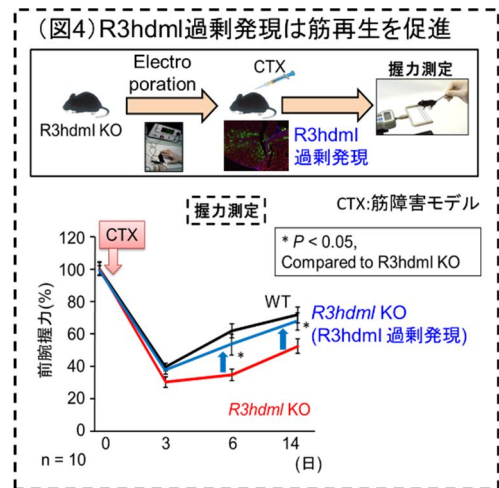 (図4)R3hdml過剰発現は筋再生を促進
Electro
poration
CTX
握力測定
R3hdml KO
R3hdml
過剰発現
握力測定
CTX:筋障害モデル
* P < 0.05,
Compared to R3hdml KO
CTX
前腕握力(%)
120
100
80
60
40
20
0
WT
R3hdml KO
(R3hdml 過剰発現)
*
*
R3hdml KO
0 3 6 14
(日)
n = 10